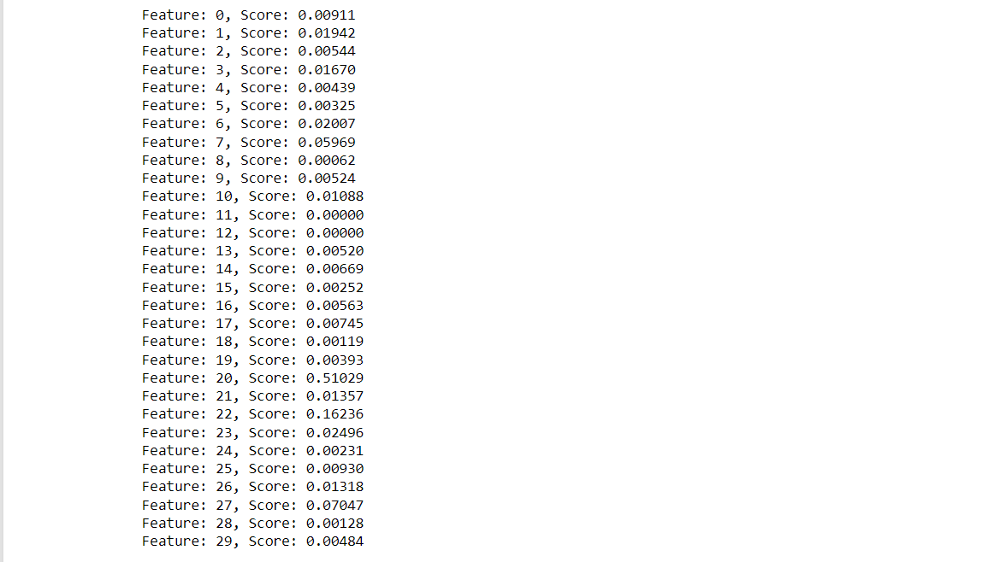 Feature: 0, Score: 0.00911
Feature: 1, Score: 0.01942
Feature: 2, Score: 0.00544
Feature: 3, Score: 0.01670
Feature: 4, Score: 0.00439
Feature: 5, Score: 0.00325
Feature: 6, Score: 0.02007
Feature: 7, Score: 0.05969
Feature: 8, Score: 0.00062
Feature: 9, Score: 0.00524
Feature: 10, Score: 0.01088
Feature: 11, Score: 0.00000
Feature: 12, Score: 0.00000
Feature: 13, Score: 0.00520
Feature: 14, Score: 0.00669
Feature: 15, Score: 0.00252
Feature: 16, Score: 0.00563
Feature: 17, Score: 0.00745
Feature: 18, Score: 0.00119
Feature: 19, Score: 0.00393
Feature: 20, Score: 0.51029
Feature: 21, Score: 0.01357
Feature: 22, Score: 0.16236
Feature: 23, Score: 0.02496
Feature: 24, Score: 0.00231
Feature: 25, Score: 0.00930
Feature: 26, Score: 0.01318
Feature: 27, Score: 0.07047
Feature: 28, Score: 0.00128
Feature: 29, Score: 0.00484